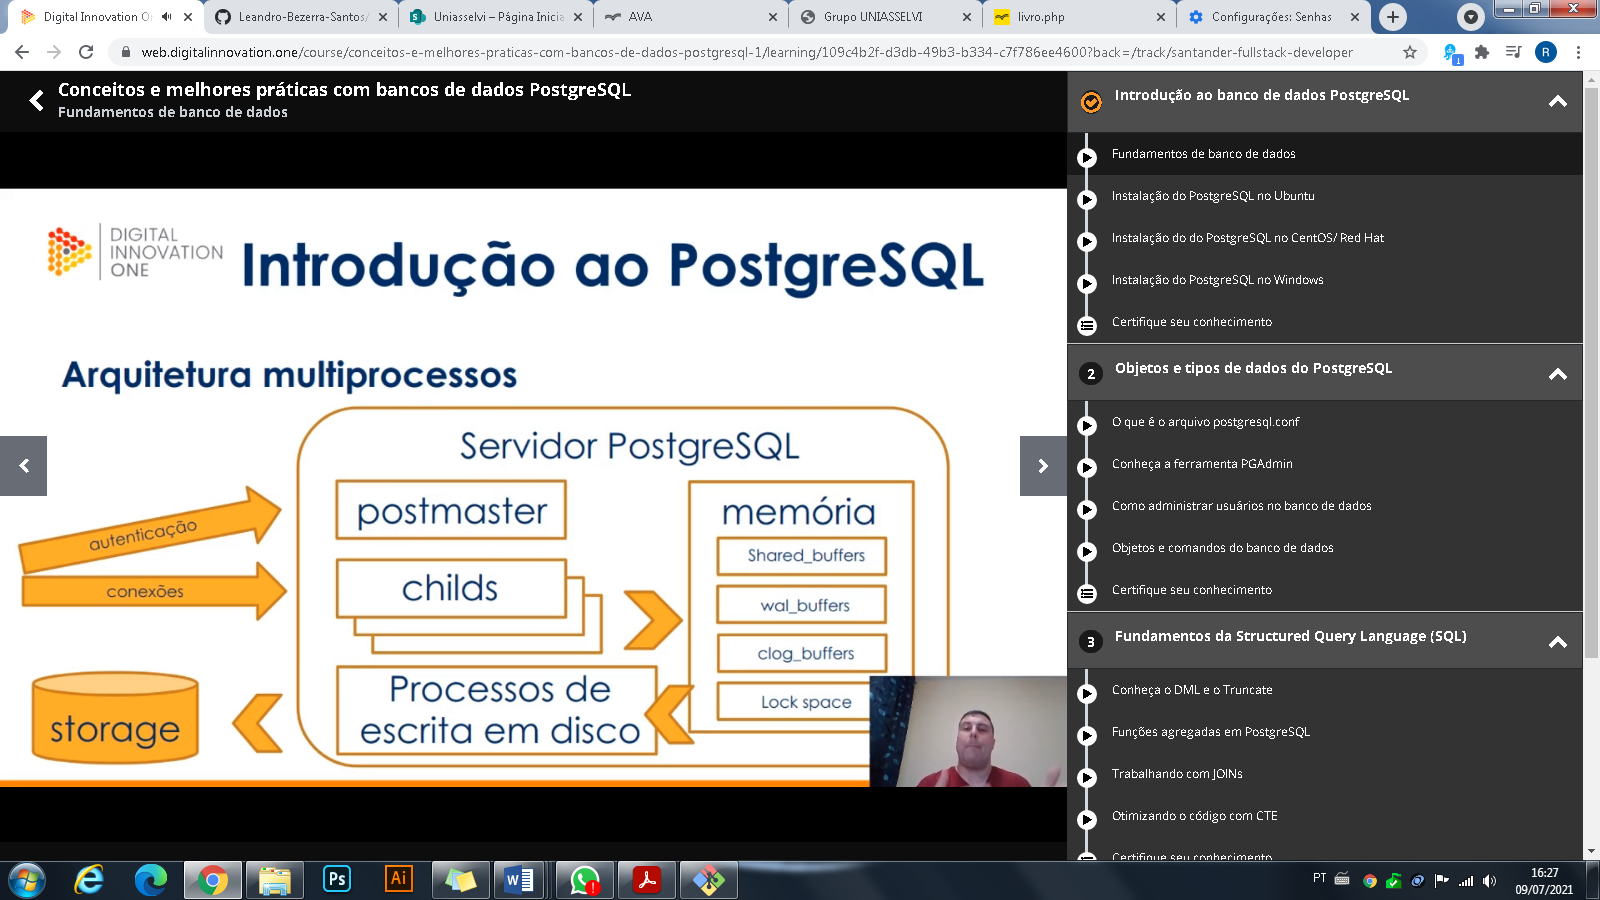 Digital Innovation O
Leandro-Bezerra-Santos/
Uniasselvi – Página Inicia
AVA
Grupo UNIASSELVI
livro.php
Configurações: Senhas
web.digitalinnovation.one/course/conceitos-e-melhores-praticas-com-bancos-de-dados-postgresql-1/learning/109c4b2f-d3db-49b3-b334-c7f786ee4600?back=/track/santander-fullstack-developer
1
R
Conceitos e melhores práticas com bancos de dados PostgreSQL
Fundamentos de banco de dados
DIGITAL
INNOVATION
ONE
Introdução ao PostgreSQL
Arquitetura multiprocessos
Servidor PostgreSQL
autenticação
conexões
postmaster
childs
Processos de
escrita em disco
memória
Shared_buffers
wal_buffers
clog_buffers
Lock space
storage
Introdução ao banco de dados PostgreSQL
Fundamentos de banco de dados
Instalação do PostgreSQL no Ubuntu
Instalação do do PostgreSQL no CentOS/ Red Hat
Instalação do PostgreSQL no Windows
Certifique seu conhecimento
2
Objetos e tipos de dados do PostgreSQL
O que é o arquivo postgresql.conf
Conheça a ferramenta PGAdmin
Como administrar usuários no banco de dados
Objetos e comandos do banco de dados
Certifique seu conhecimento
3
Fundamentos da Structured Query Language (SQL)
Conheça o DML e o Truncate
Funções agregadas em PostgreSQL
Trabalhando com JOINs
Otimizando o código com CTE
Certifique seu conhecimento
Ps
Ai
PT
16:27
09/07/2021